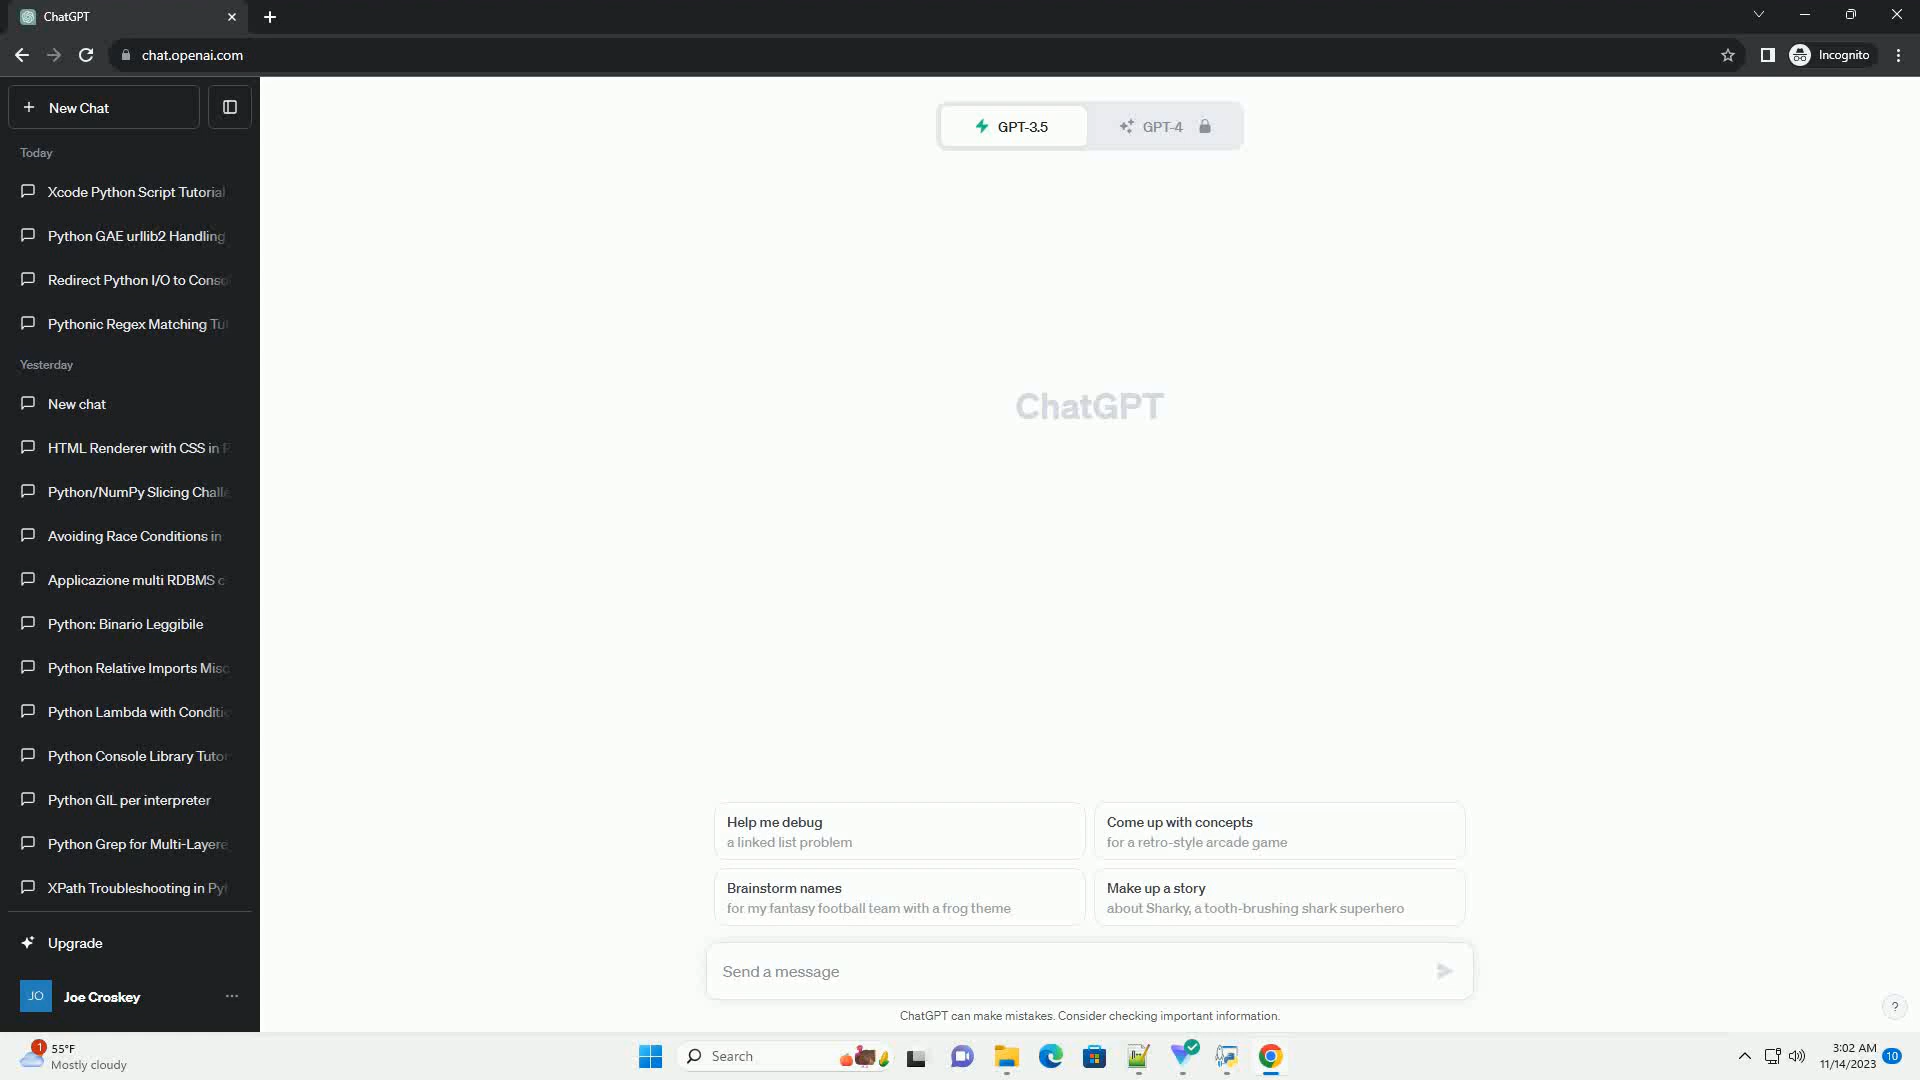 ChatGPT
chat.openai.com
Incognito
New Chat
Today
Xcode Python Script Tutorial
Python GAE urllib2 Handling
Redirect Python I/O to Conso
Pythonic Regex Matching Tu
Yesterday
New chat
HTML Renderer with CSS in
Python/NumPy Slicing Challe
Avoiding Race Conditions in
Applicazione multi RDBMS c
Python: Binario Leggibile
Python Relative Imports Misc
Python Lambda with Conditio
Python Console Library Tutor
Python GIL per interpreter
Python Grep for Multi-Layere
XPath Troubleshooting in Pyt
Upgrade
JO
Joe Croskey
GPT-3.5
GPT-4
ChatGPT
Help me debug
a linked list problem
Come up with concepts
for a retro-style arcade game
Brainstorm names
for my fantasy football team with a frog theme
Make up a story
about Sharky, a tooth-brushing shark superhero
Send a message
ChatGPT can make mistakes. Consider checking important information.
?
1
55°F
Mostly cloudy
Search
3:02 AM
11/14/2023
10